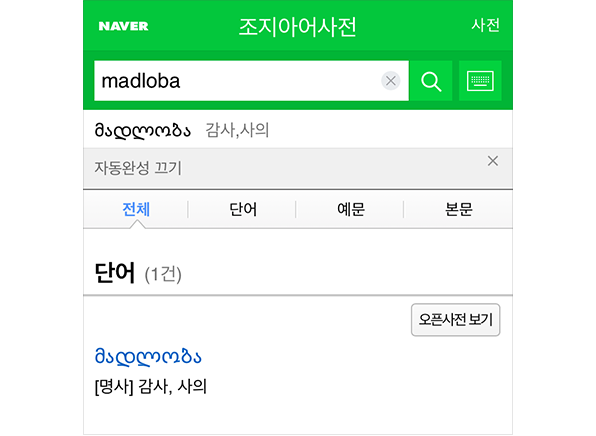 NAVER 조지아어사전 사전
madloba
მადლობა 감사,사의
자동완성 끄기
전체 단어 예문 본문
단어 (1건)
오픈사전 보기
მადლობა
[명사] 감사, 사의